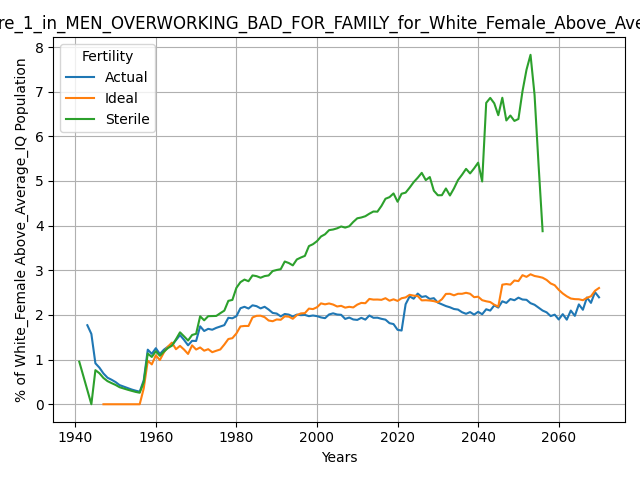 re_1_in_MEN_OVERWORKING_BAD_FOR_FAMILY_for_White_Female_Above_Ave
Fertility
Actual
Ideal
Sterile
% of White_Female Above_Average_IQ Population
8
7
6
5
4
3
2
1
0
1940 1960 1980 2000 2020 2040 2060
Years